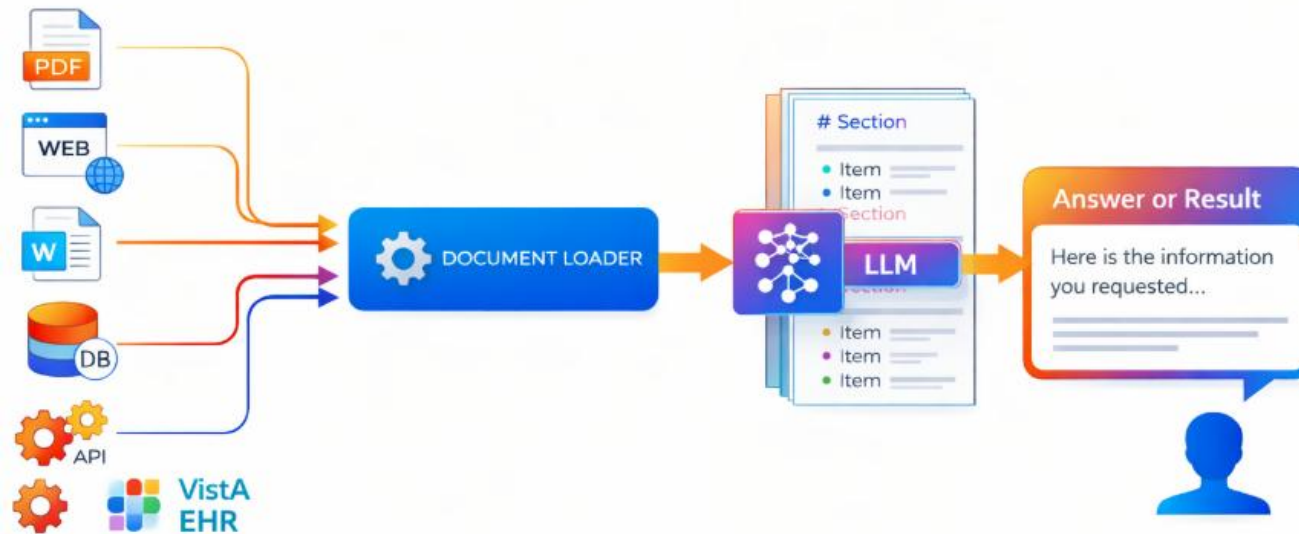 PDF
WEB
W
DB
API
VistA
EHR
DOCUMENT LOADER
# Section
Item
Item
Section
LLM
Item
Item
Item
Answer or Result
Here is the information
you requested...